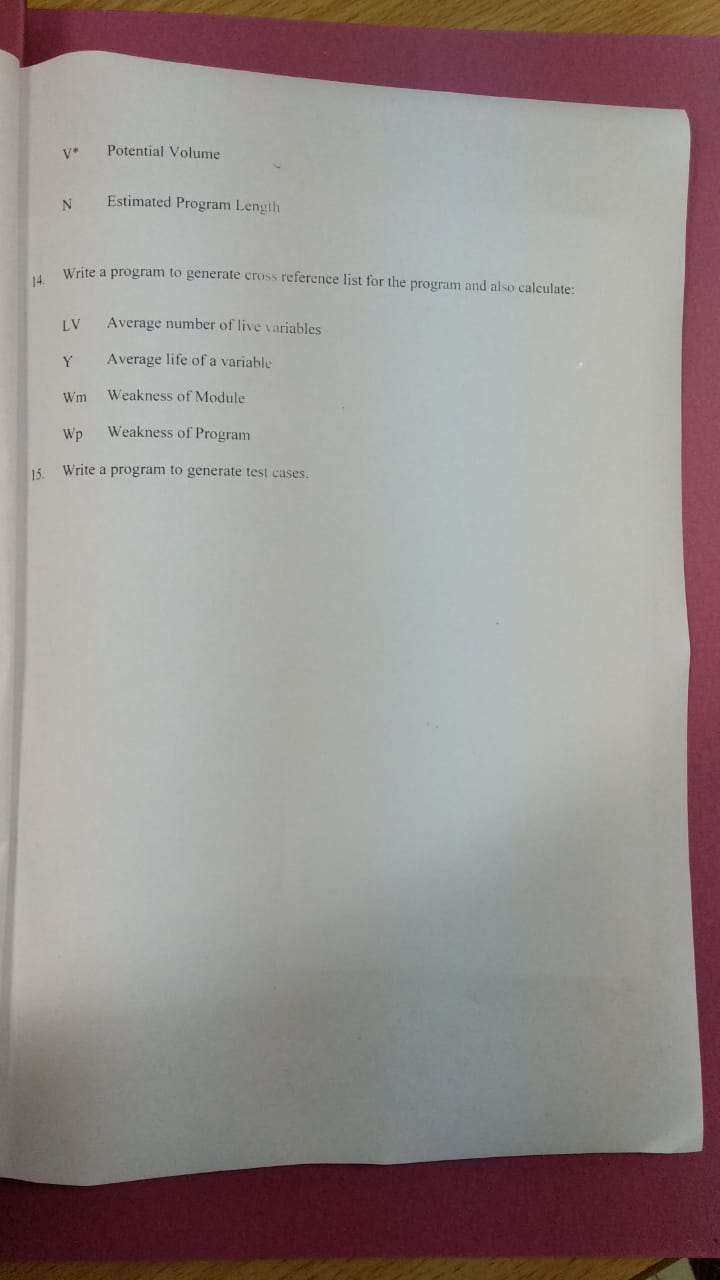 V* Potential Volume
N Estimated Program Length
14. Write a program to generate cross reference list for the program and also calculate:
LV Average number of live variables
Y Average life of a variable
Wm Weakness of Module
Wp Weakness of Program
15. Write a program to generate test cases.